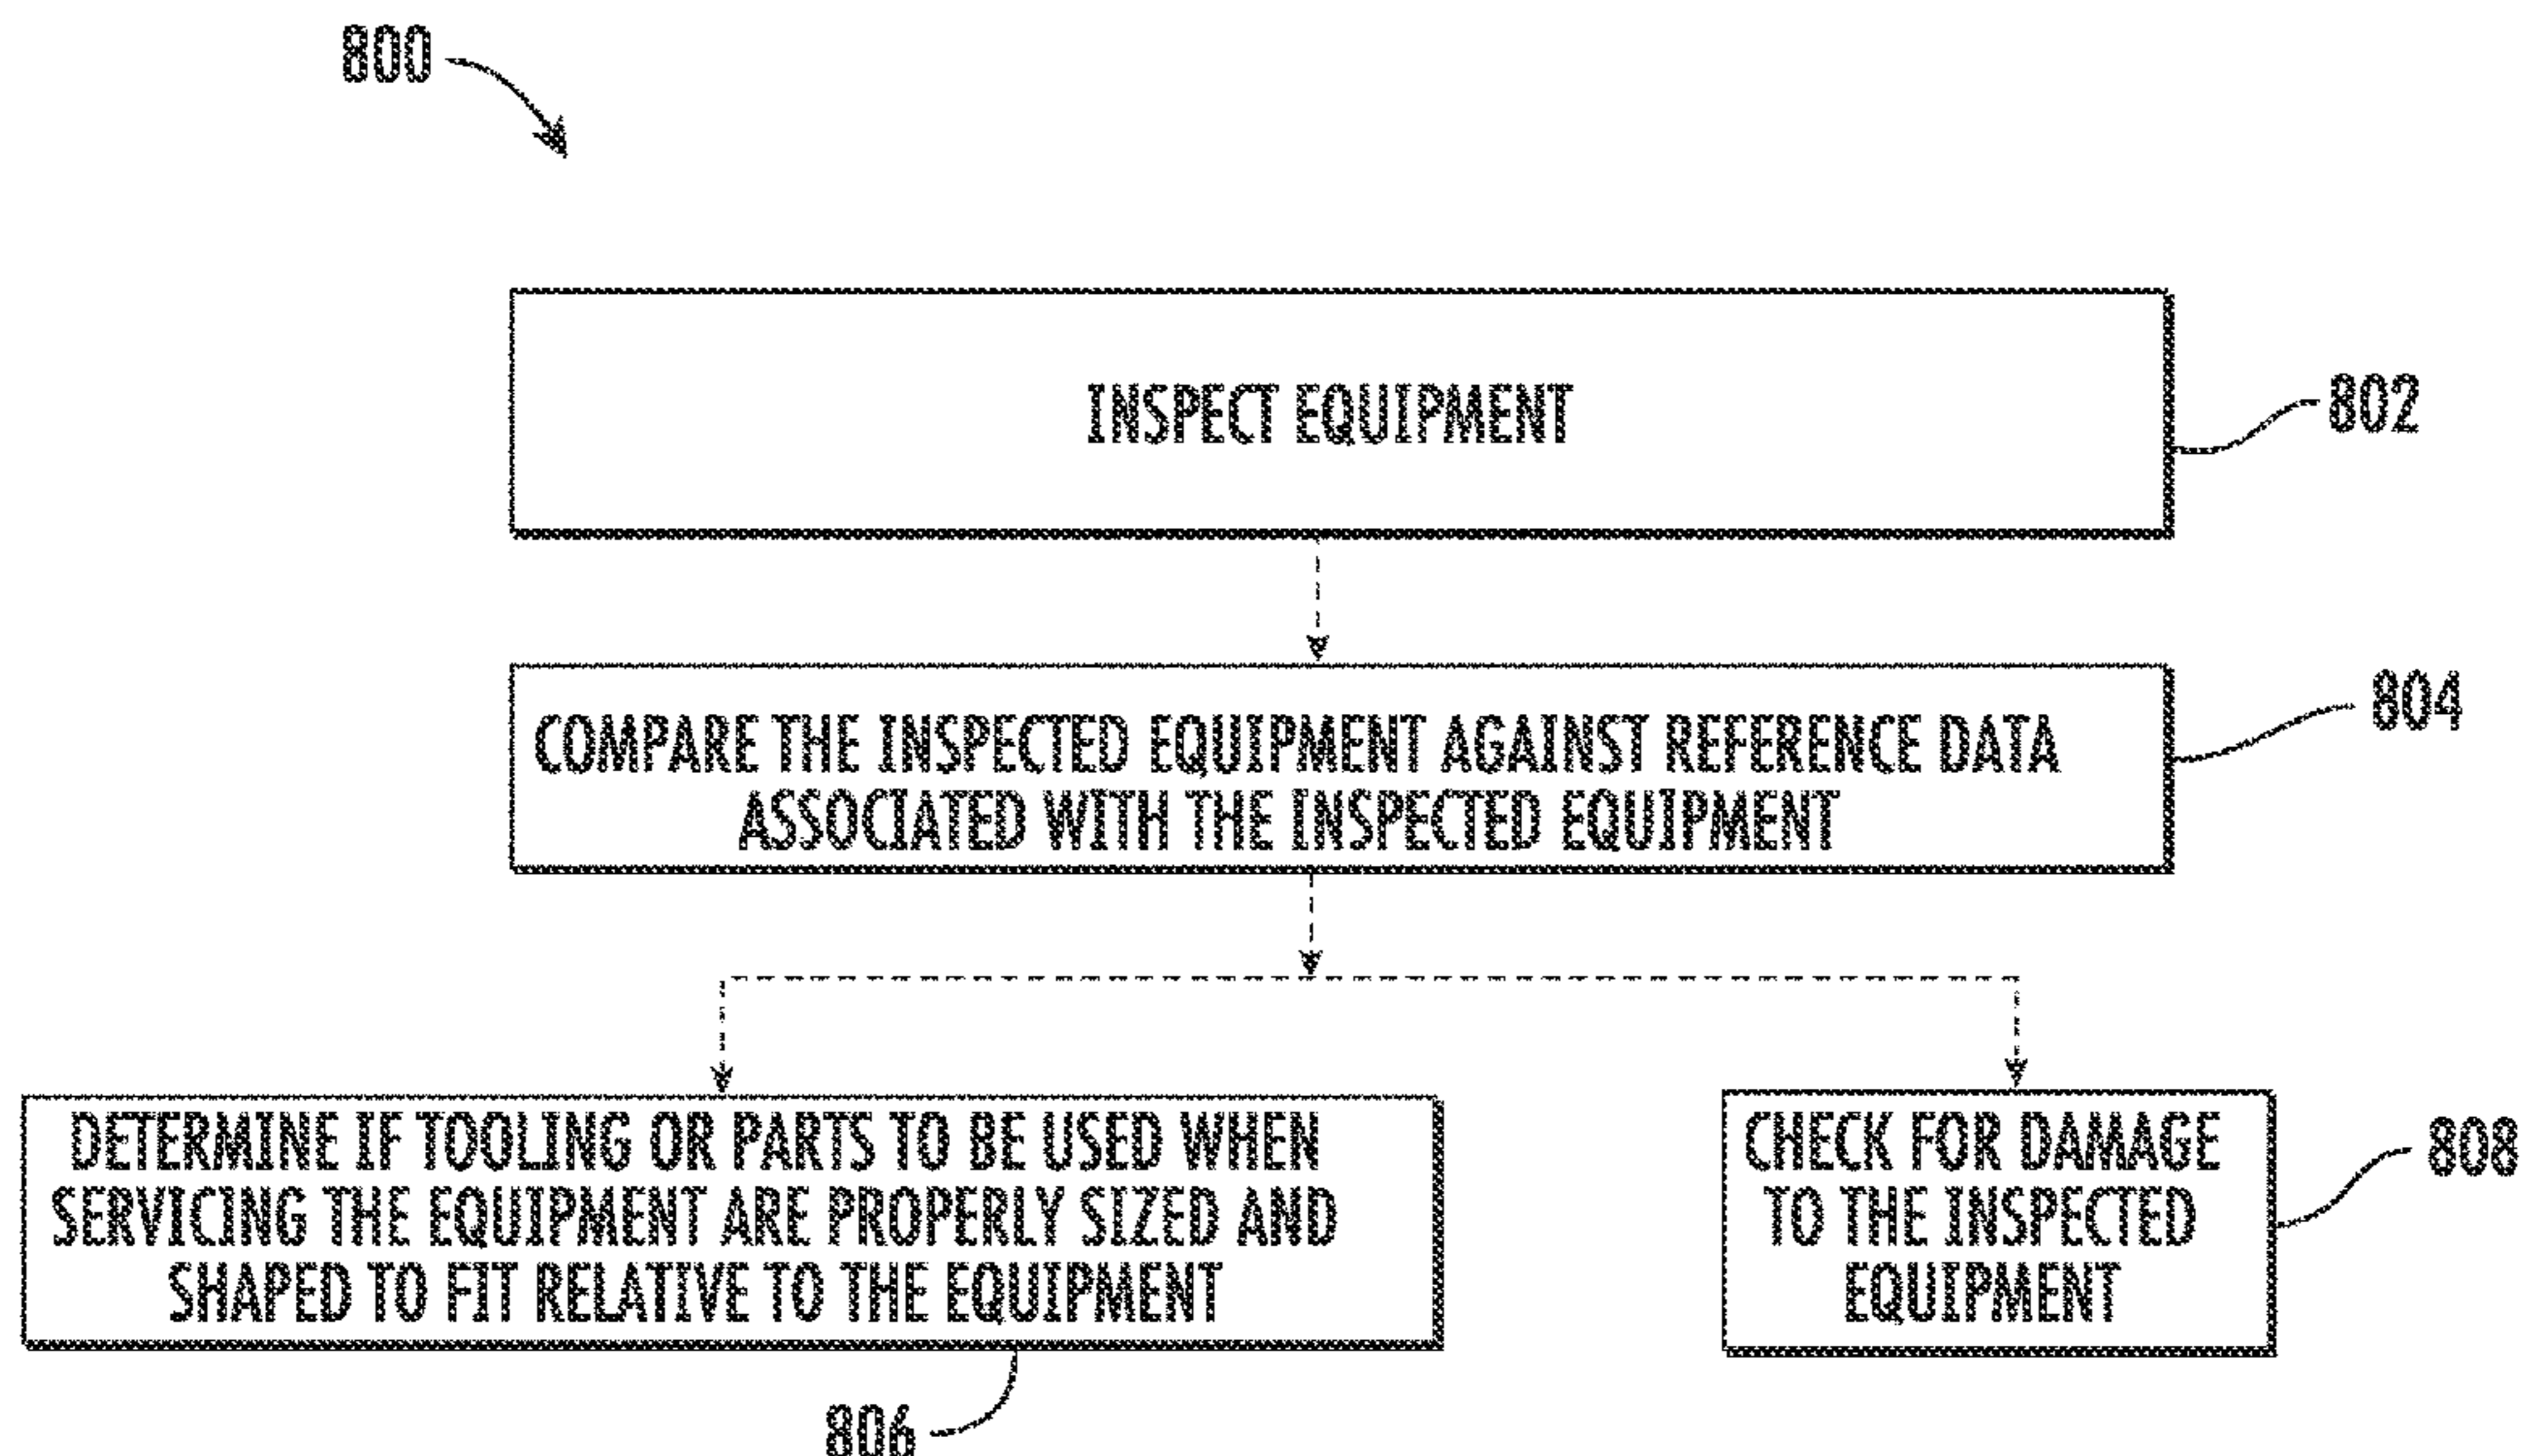 800
INSPECT EQUIPMENT
802
COMPARE THE INSPECTED EQUIPMENT AGAINST REFERENCE DATA
ASSOCIATED WITH THE INSPECTED EQUIPMENT
804
DETERMINE IF TOOLING OR PARTS TO BE USED WHEN
SERVICING THE EQUIPMENT ARE PROPERLY SIZED AND
SHAPED TO FIT RELATIVE TO THE EQUIPMENT
806
CHECK FOR DAMAGE
TO THE INSPECTED
EQUIPMENT
808